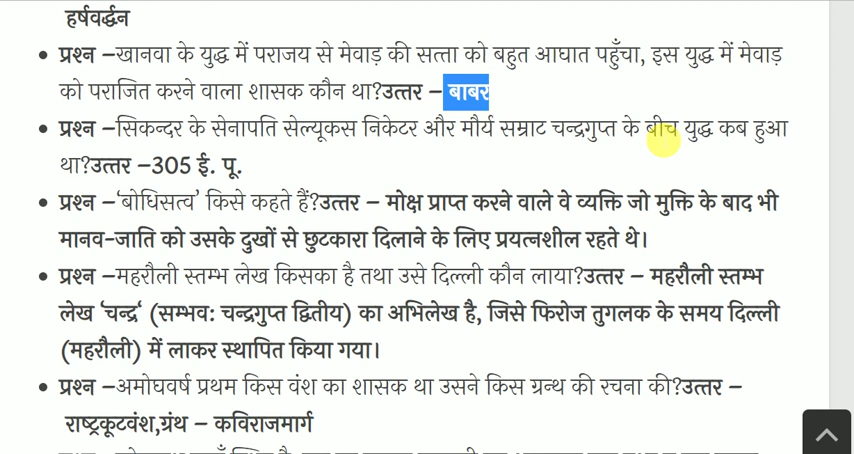 हर्षवर्द्धन
• प्रश्न –खानवा के युद्ध में पराजय से मेवाड़ की सत्ता को बहुत आघात पहुँचा, इस युद्ध में मेवाड़
को पराजित करने वाला शासक कौन था?उत्तर – बाबर
• प्रश्न –सिकन्दर के सेनापति सेल्यूकस निकेटर और मौर्य सम्राट चन्द्रगुप्त के बीच युद्ध कब हुआ
था?उत्तर –305 ई. पू.
• प्रश्न –‘बोधिसत्व’ किसे कहते हैं?उत्तर – मोक्ष प्राप्त करने वाले वे व्यक्ति जो मुक्ति के बाद भी
मानव-जाति को उसके दुखों से छुटकारा दिलाने के लिए प्रयत्नशील रहते थे।
• प्रश्न –महरौली स्तम्भ लेख किसका है तथा उसे दिल्ली कौन लाया?उत्तर – महरौली स्तम्भ
लेख ‘चन्द्र‘ (सम्भव: चन्द्रगुप्त द्वितीय) का अभिलेख है, जिसे फिरोज तुगलक के समय दिल्ली
(महरौली) में लाकर स्थापित किया गया।
• प्रश्न –अमोघवर्ष प्रथम किस वंश का शासक था उसने किस ग्रन्थ की रचना की?उत्तर –
राष्ट्रकूटवंश,ग्रंथ – कविराजमार्ग